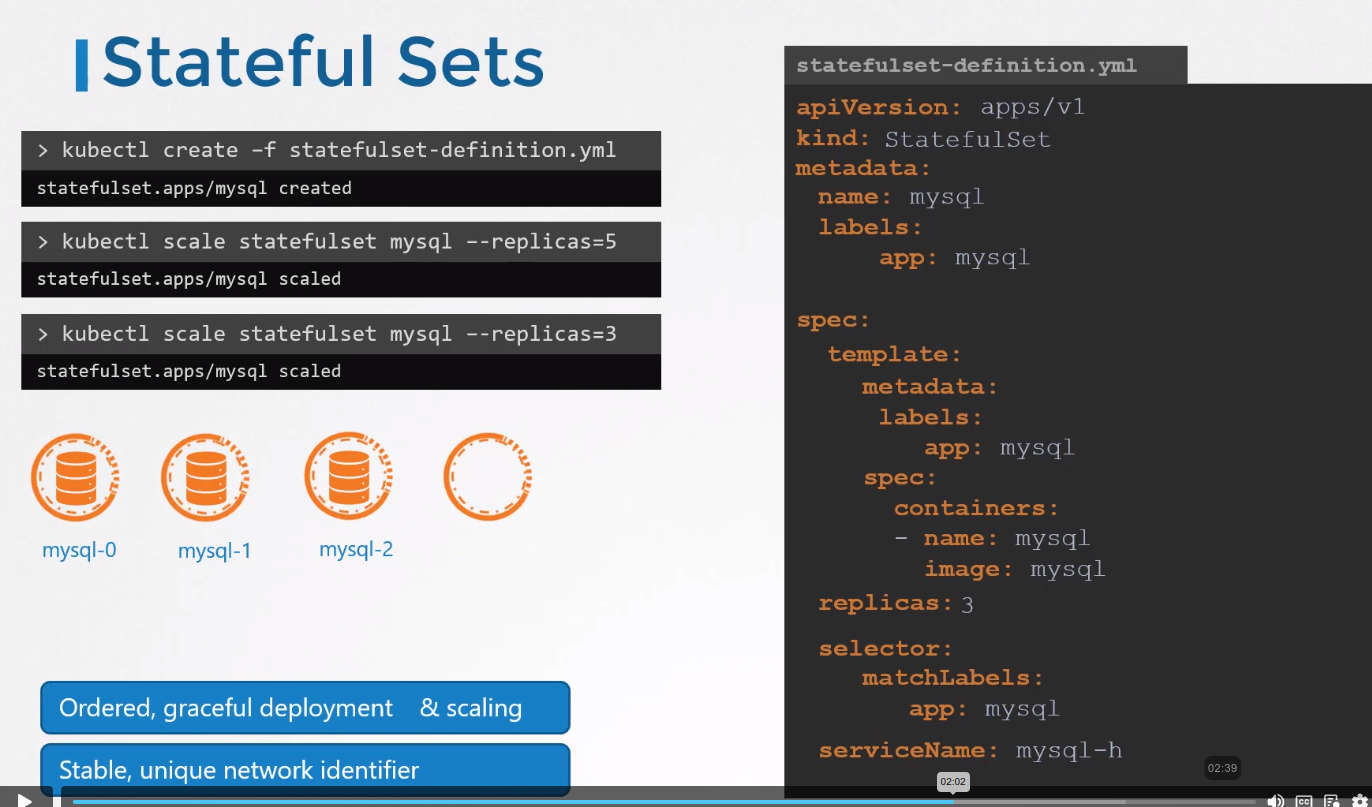 Stateful Sets
> kubectl create –f statefulset-definition.yml
statefulset.apps/mysql created
> kubectl scale statefulset mysql --replicas=5
statefulset.apps/mysql scaled
> kubectl scale statefulset mysql --replicas=3
statefulset.apps/mysql scaled
mysql-0 mysql-1 mysql-2
Ordered, graceful deployment & scaling
Stable, unique network identifier
statefulset-definition.yml
apiVersion: apps/v1
kind: StatefulSet
metadata:
name: mysql
labels:
app: mysql
spec:
template:
metadata:
labels:
app: mysql
spec:
containers:
- name: mysql
image: mysql
replicas: 3
selector:
matchLabels:
app: mysql
serviceName: mysql-h
02:39
02:02
CC